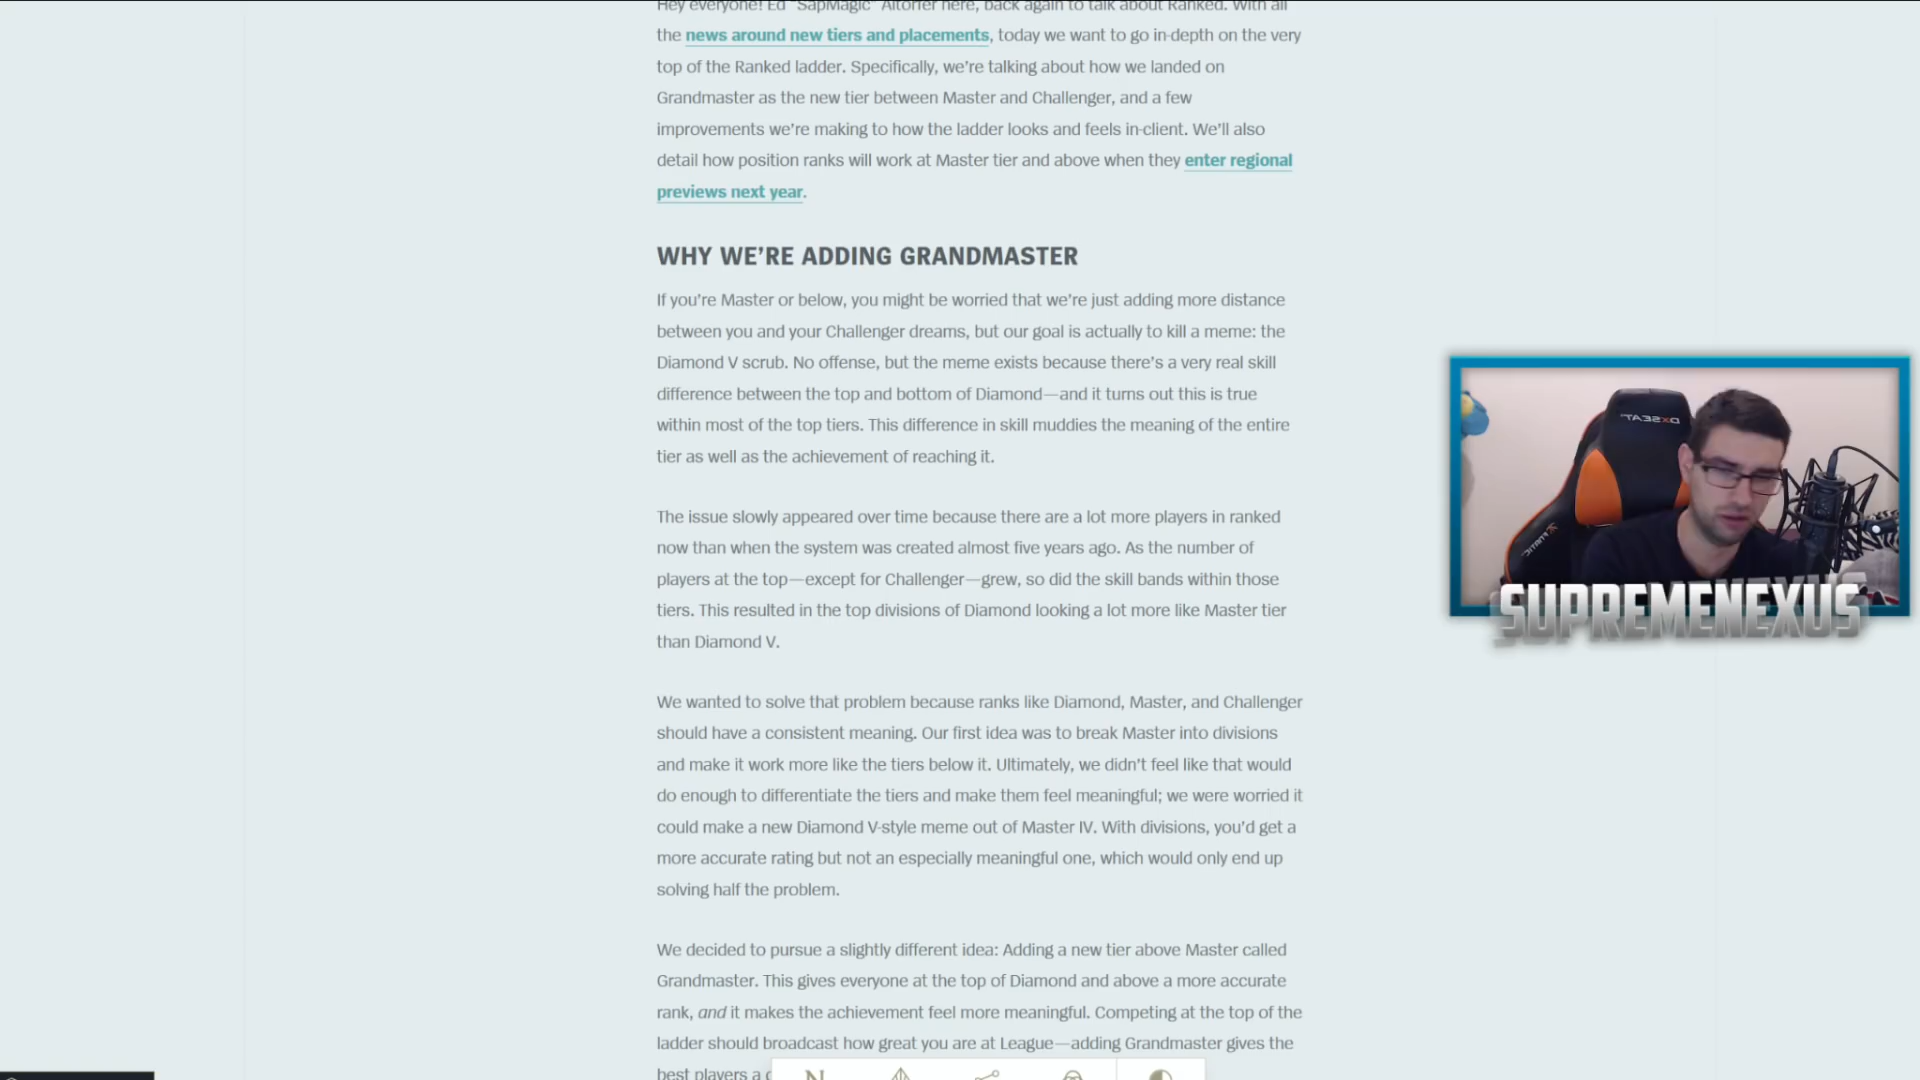 Hey everyone! Ed "SapMagic" Altorfer here, back again to talk about Ranked. With all
the news around new tiers and placements, today we want to go in-depth on the very
top of the Ranked ladder. Specifically, we’re talking about how we landed on
Grandmaster as the new tier between Master and Challenger, and a few
improvements we’re making to how the ladder looks and feels in-client. We’ll also
detail how position ranks will work at Master tier and above when they enter regional
previews next year.
WHY WE’RE ADDING GRANDMASTER
If you’re Master or below, you might be worried that we’re just adding more distance
between you and your Challenger dreams, but our goal is actually to kill a meme: the
Diamond V scrub. No offense, but the meme exists because there’s a very real skill
difference between the top and bottom of Diamond—and it turns out this is true
within most of the top tiers. This difference in skill muddies the meaning of the entire
tier as well as the achievement of reaching it.
The issue slowly appeared over time because there are a lot more players in ranked
now than when the system was created almost five years ago. As the number of
players at the top—except for Challenger—grew, so did the skill bands within those
tiers. This resulted in the top divisions of Diamond looking a lot more like Master tier
than Diamond V.
We wanted to solve that problem because ranks like Diamond, Master, and Challenger
should have a consistent meaning. Our first idea was to break Master into divisions
and make it work more like the tiers below it. Ultimately, we didn’t feel like that would
do enough to differentiate the tiers and make them feel meaningful; we were worried it
could make a new Diamond V-style meme out of Master IV. With divisions, you’d get a
more accurate rating but not an especially meaningful one, which would only end up
solving half the problem.
We decided to pursue a slightly different idea: Adding a new tier above Master called
Grandmaster. This gives everyone at the top of Diamond and above a more accurate
rank, and it makes the achievement feel more meaningful. Competing at the top of the
ladder should broadcast how great you are at League—adding Grandmaster gives the
best players a
DXSEAT
FNATIC
SUPREMENEXUS